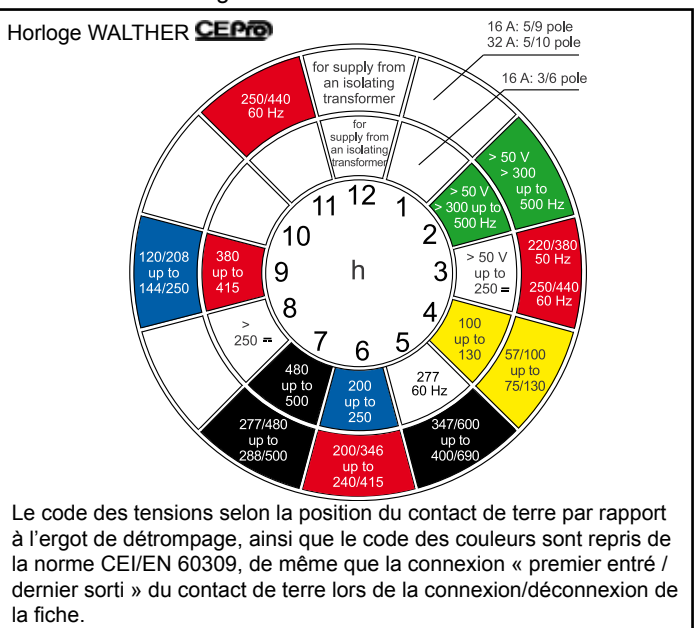 Horloge WALTHER CEPro
16 A: 5/9 pole
32 A: 5/10 pole
16 A: 3/6 pole
for supply from
an isolating
transformer
for
supply from
an isolating
transformer
250/440
60 Hz
> 50 V
> 300
up to
500 Hz
> 50 V
> 300 up to
500 Hz
12
1
2
3
4
5
6
7
8
9
10
11
h
120/208
up to
144/250
380
up to
415
> 50 V
up to
250 ⎓
220/380
50 Hz
250/440
60 Hz
>
250 ⎓
100
up to
130
57/100
up to
75/130
480
up to
500
200
up to
250
277
60 Hz
277/480
up to
288/500
200/346
up to
240/415
347/600
up to
400/690
Le code des tensions selon la position du contact de terre par rapport
à l’ergot de détrompage, ainsi que le code des couleurs sont repris de
la norme CEI/EN 60309, de même que la connexion « premier entré /
dernier sorti » du contact de terre lors de la connexion/déconnexion de
la fiche.